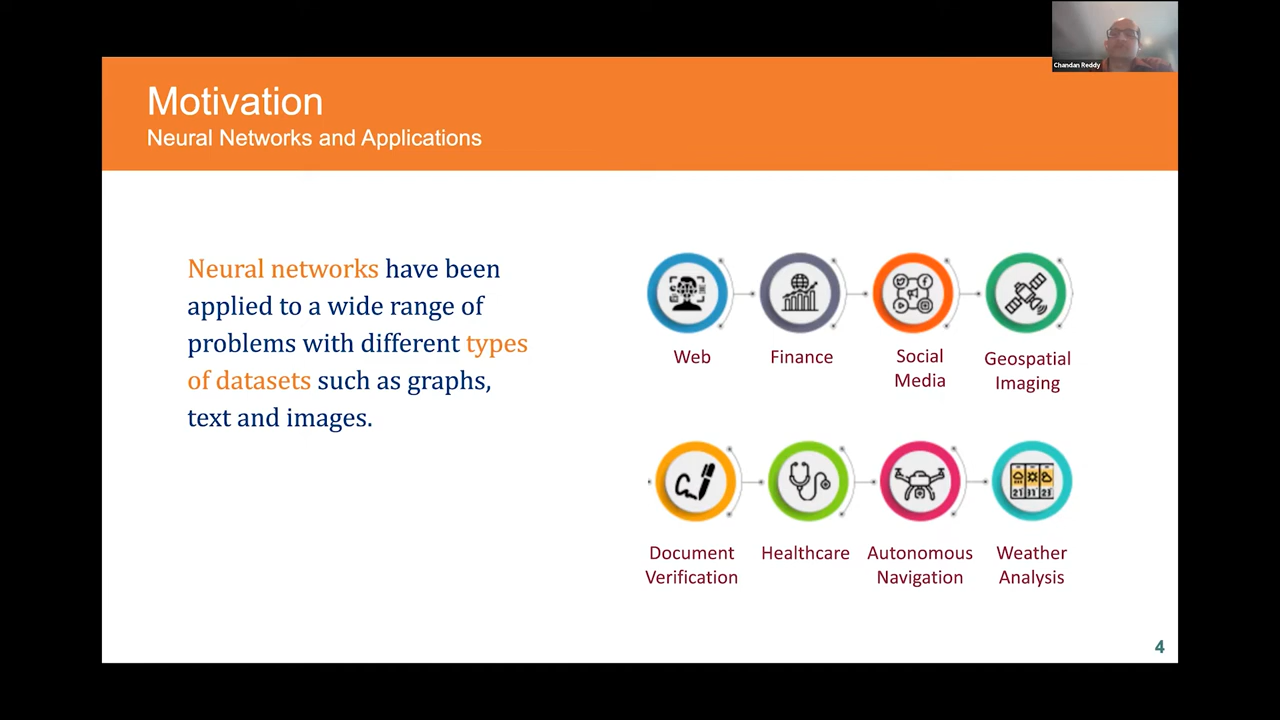 Chandan Reddy
Motivation
Neural Networks and Applications
Neural networks have been
applied to a wide range of
problems with different types
of datasets such as graphs,
text and images.
Web
Finance
Social
Media
Geospatial
Imaging
Document
Verification
Healthcare
Autonomous
Navigation
Weather
Analysis
4